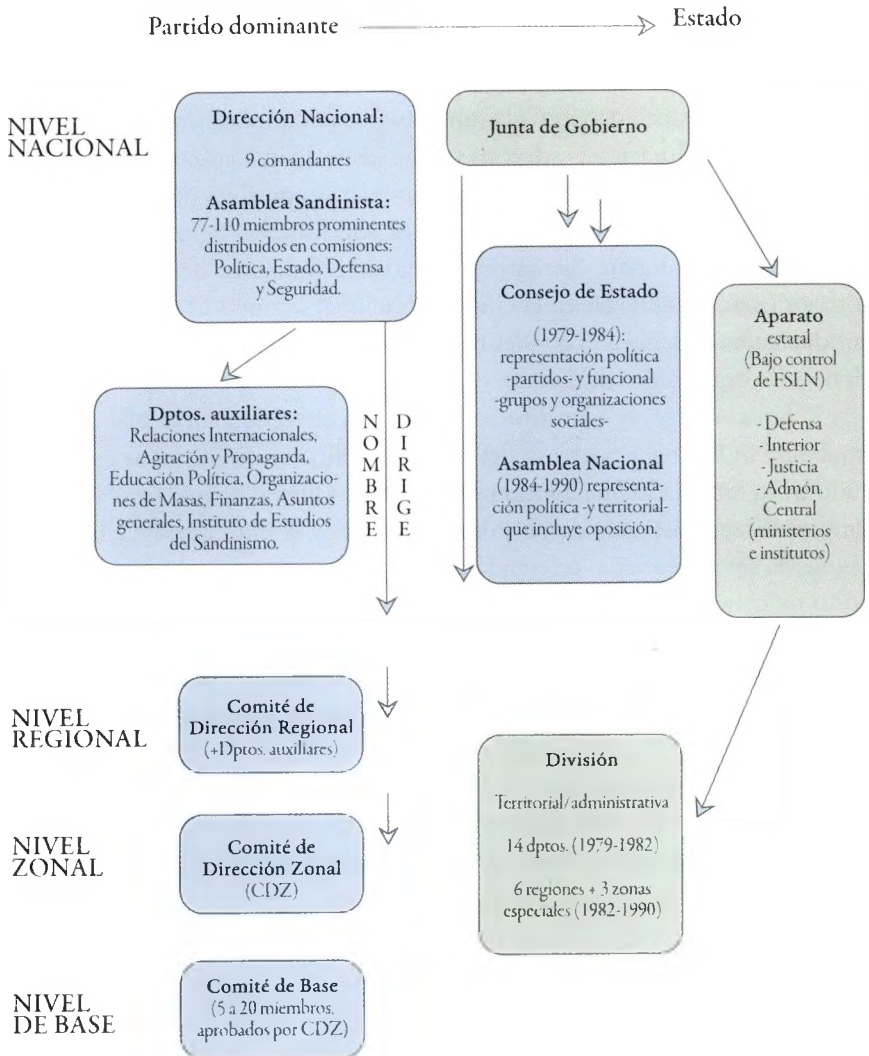 Partido dominante
Estado
NIVEL
NACIONAL
Dirección Nacional:
9 comandantes
Asamblea Sandinista:
77-110 miembros prominentes
distribuidos en comisiones:
Política, Estado, Defensa
y Seguridad.
Junta de Gobierno
Consejo de Estado
(1979-1984):
representación política
-partidos- y funcional
-grupos y organizaciones
sociales-
Asamblea Nacional
(1984-1990) representa-
ción política -y territorial-
que incluye oposición.
Aparato
estatal
(Bajo control
de FSLN)
- Defensa
- Interior
- Justicia
- Admón.
Central
(ministerios
e institutos)
Dptos. auxiliares:
Relaciones Internacionales,
Agitación y Propaganda,
Educación Política, Organizacio-
nes de Masas, Finanzas, Asuntos
generales, Instituto de Estudios
del Sandinismo.
NOMBRE
DIRIGE
NIVEL
REGIONAL
Comité de
Dirección Regional
(+Dptos. auxiliares)
División
Territorial/administrativa
14 dptos. (1979-1982)
6 regiones + 3 zonas
especiales (1982-1990)
NIVEL
ZONAL
Comité de
Dirección Zonal
(CDZ)
NIVEL
DE BASE
Comité de Base
(5 a 20 miembros,
aprobados por CDZ)